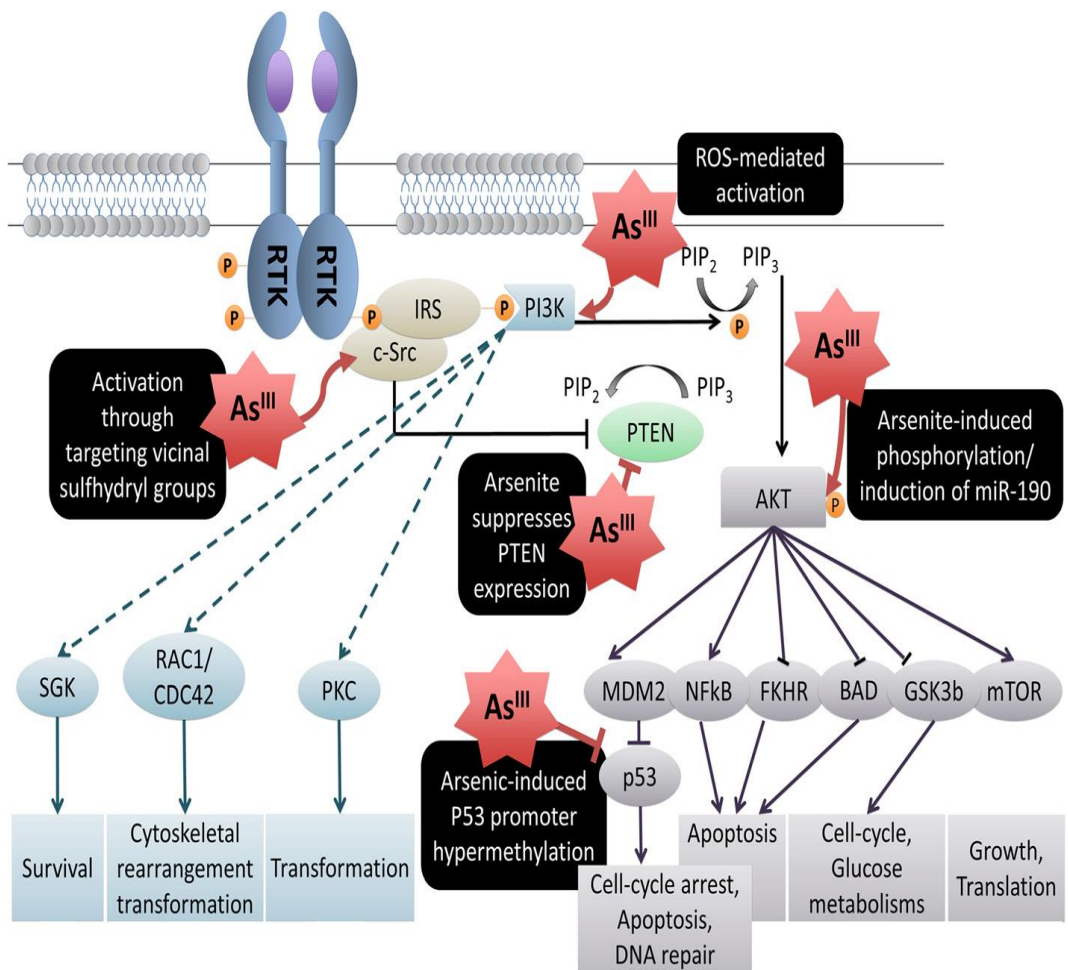 ROS-mediated
activation
As^III
RTK
RTK
P
P
P
IRS
c-Src
P
PI3K
PIP₂
PIP₃
P
As^III
Activation
through
targeting vicinal
sulfhydryl groups
As^III
PIP₂
PIP₃
PTEN
Arsenite
suppresses
PTEN
expression
As^III
AKT
P
Arsenite-induced
phosphorylation/
induction of miR-190
SGK
RAC1/
CDC42
PKC
As^III
MDM2
NFkB
FKHR
BAD
GSK3b
mTOR
Arsenic-induced
P53 promoter
hypermethylation
p53
Survival
Cytoskeletal
rearrangement
transformation
Transformation
Cell-cycle arrest,
Apoptosis,
DNA repair
Apoptosis
Cell-cycle,
Glucose
metabolisms
Growth,
Translation